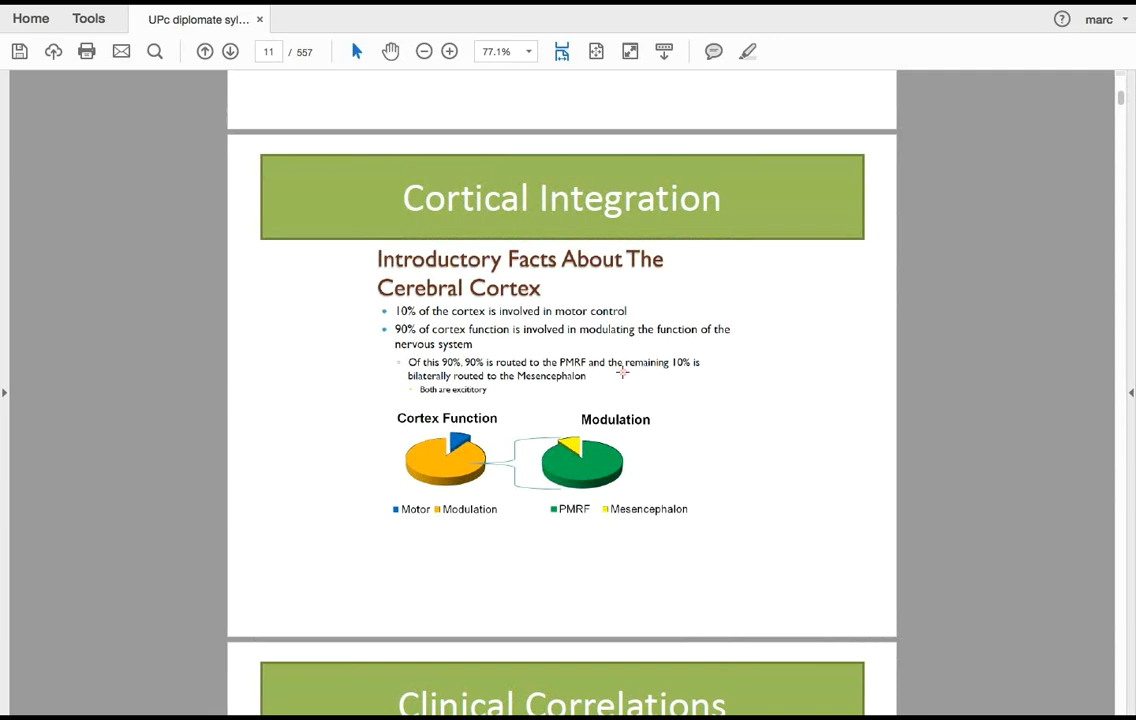 Home Tools UPc diplomate syl... × marc
11 / 557 77.1%
Cortical Integration
Introductory Facts About The
Cerebral Cortex
10% of the cortex is involved in motor control
90% of cortex function is involved in modulating the function of the
nervous system
Of this 90%, 90% is routed to the PMRF and the remaining 10% is
bilaterally routed to the Mesencephalon
Both are excititory
Cortex Function Modulation
Motor Modulation PMRF Mesencephalon
Clinical Correlations